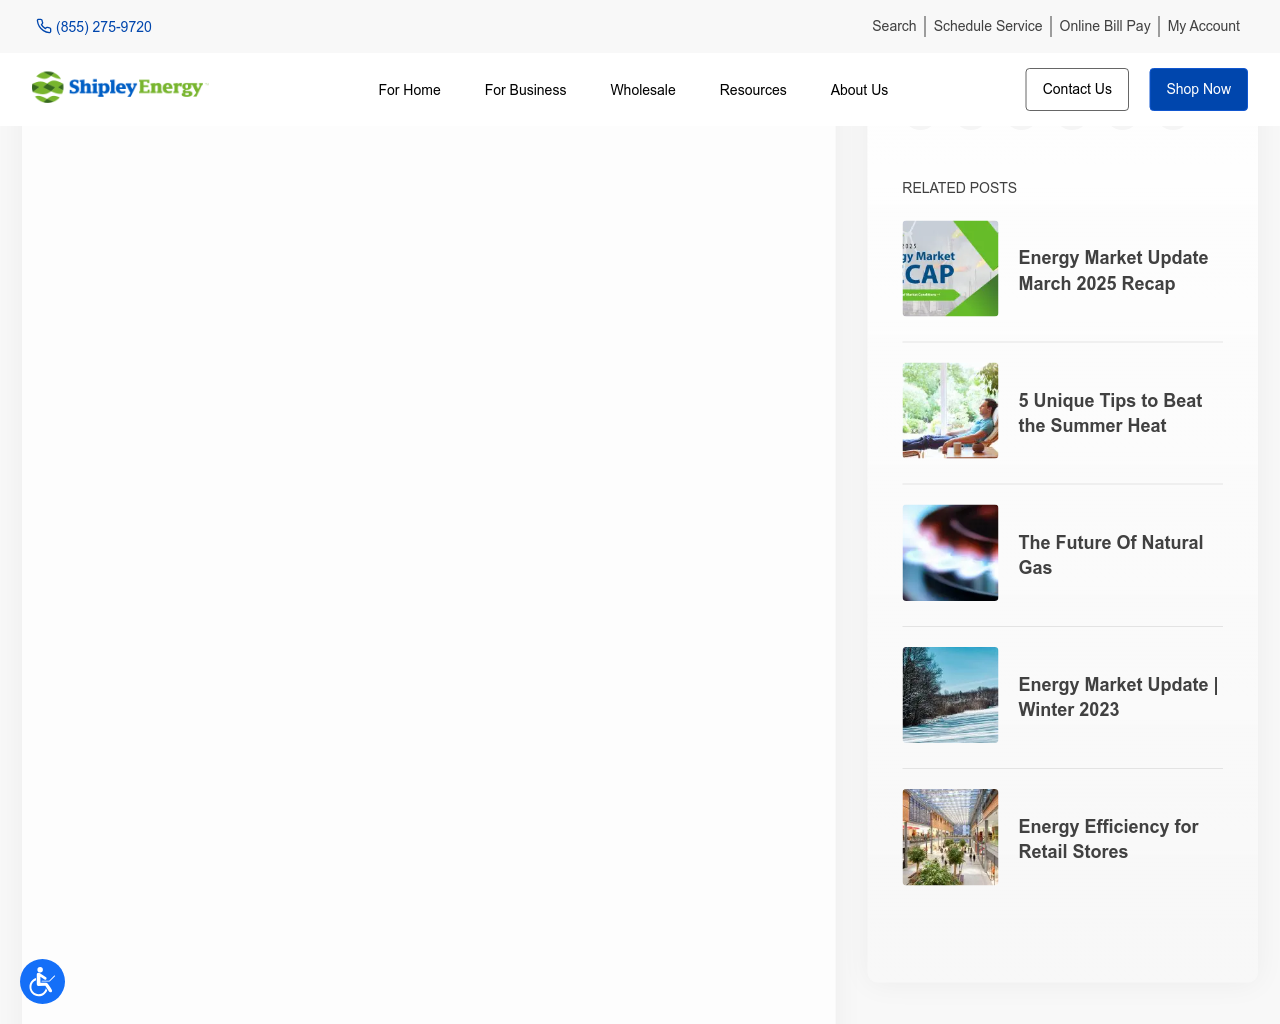 (855) 275-9720
Search
Schedule Service
Online Bill Pay
My Account
ShipleyEnergy
For Home
For Business
Wholesale
Resources
About Us
Contact Us
Shop Now
RELATED POSTS
2025
gy Market
CAP
Energy Market Update
March 2025 Recap
5 Unique Tips to Beat
the Summer Heat
The Future Of Natural
Gas
Energy Market Update |
Winter 2023
Energy Efficiency for
Retail Stores